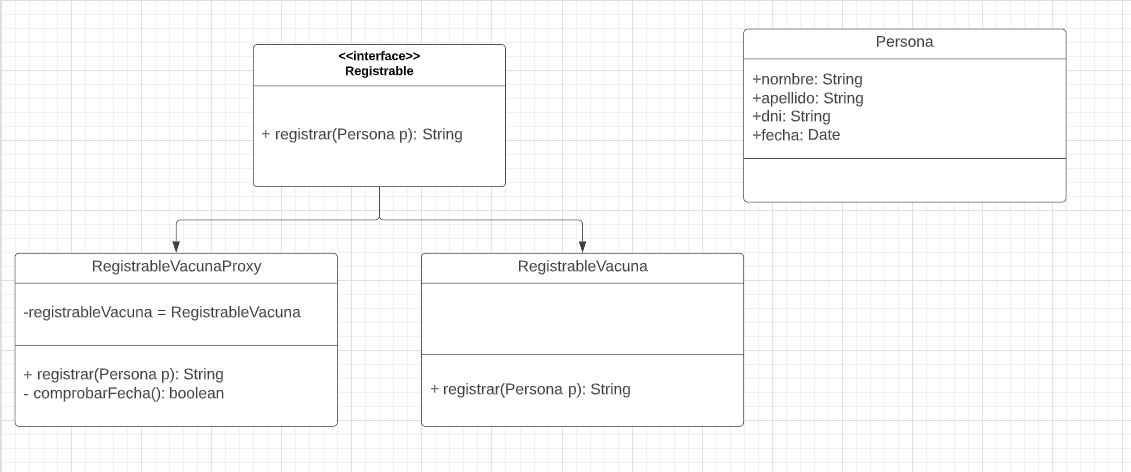 <<interface>>
Registrable
+ registrar(Persona p): String
Persona
+nombre: String
+apellido: String
+dni: String
+fecha: Date
RegistrableVacunaProxy
-registrableVacuna = RegistrableVacuna
+ registrar(Persona p): String
- comprobarFecha(): boolean
RegistrableVacuna
+ registrar(Persona p): String